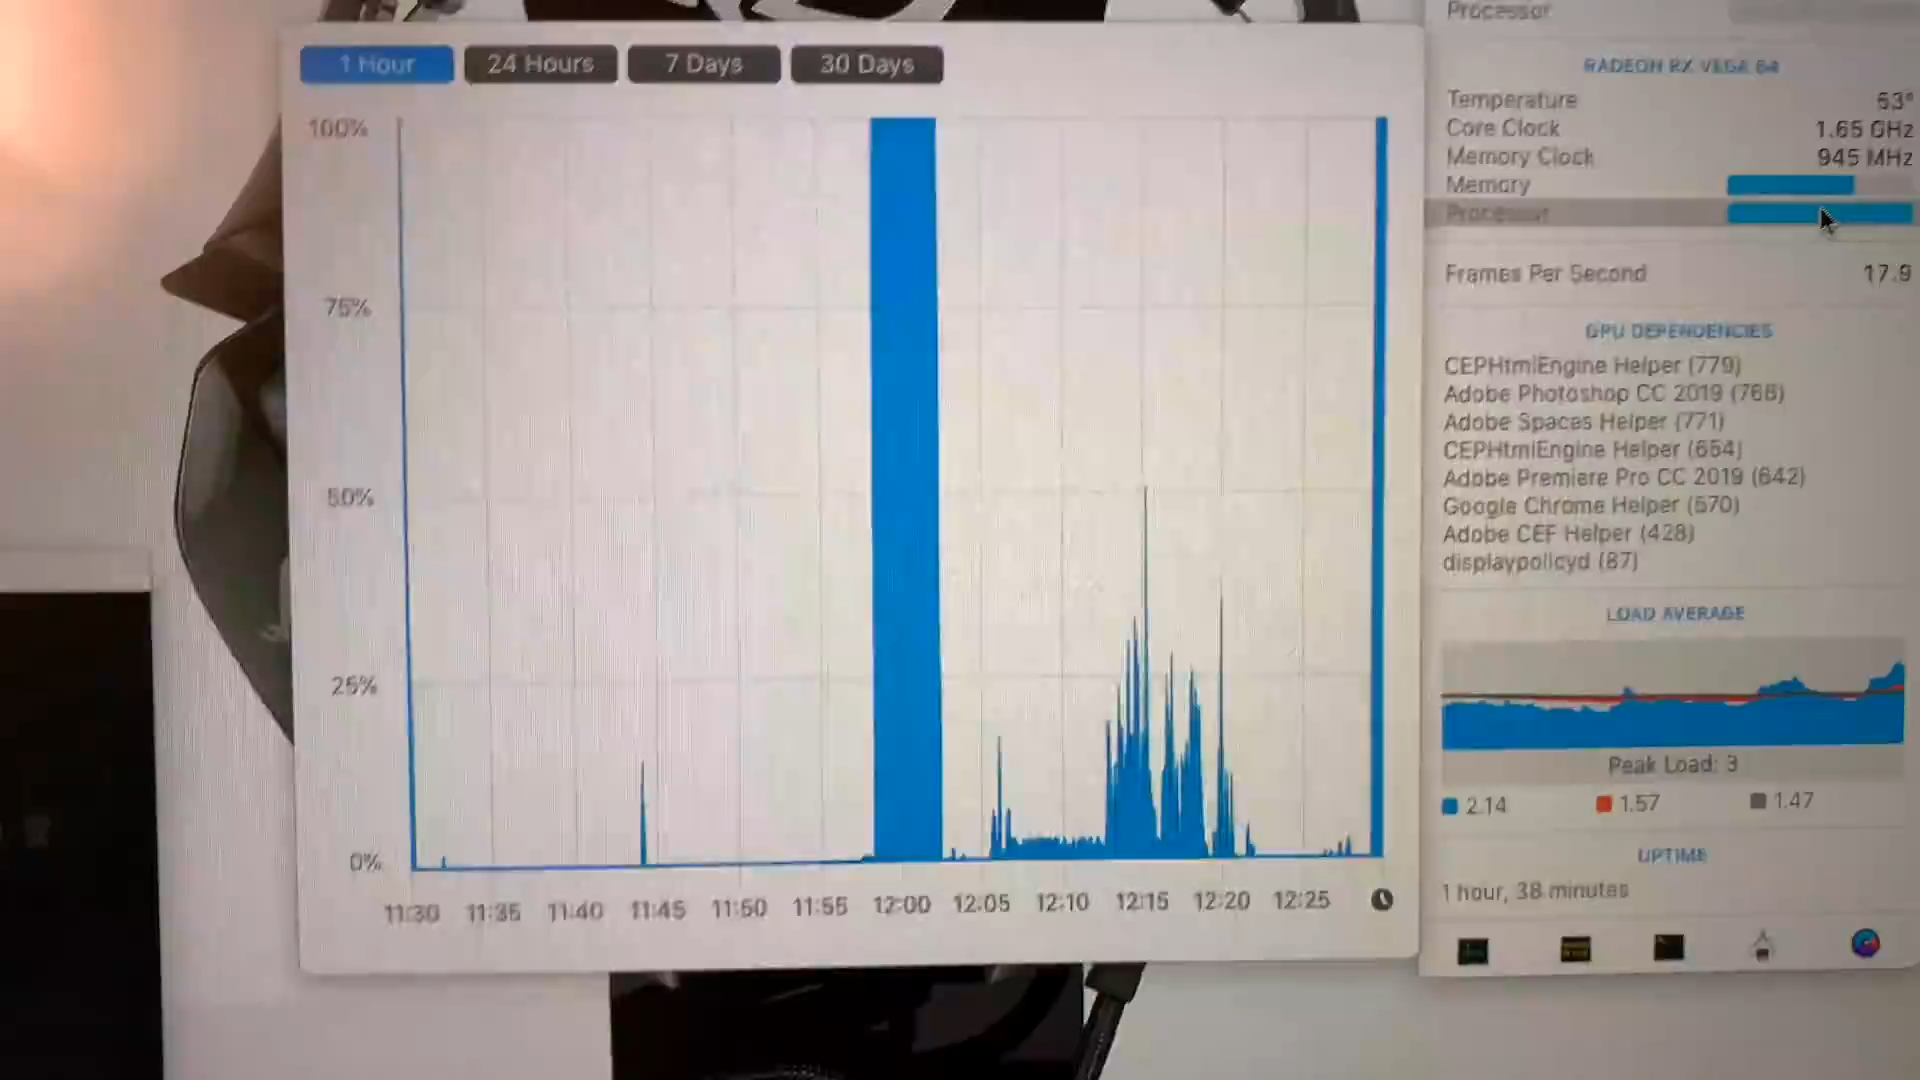 1 Hour 24 Hours 7 Days 30 Days
100%
75%
50%
25%
0%
11:30 11:35 11:40 11:45 11:50 11:55 12:00 12:05 12:10 12:15 12:20 12:25
Processor
RADEON RX VEGA 64
Temperature 53°
Core Clock 1.65 GHz
Memory Clock 945 MHz
Memory
Processor
Frames Per Second 17.9
GPU DEPENDENCIES
CEPHtmlEngine Helper (779)
Adobe Photoshop CC 2019 (768)
Adobe Spaces Helper (771)
CEPHtmlEngine Helper (654)
Adobe Premiere Pro CC 2019 (642)
Google Chrome Helper (570)
Adobe CEF Helper (428)
displaypolicyd (87)
LOAD AVERAGE
Peak Load: 3
2.14 1.57 1.47
UPTIME
1 hour, 38 minutes